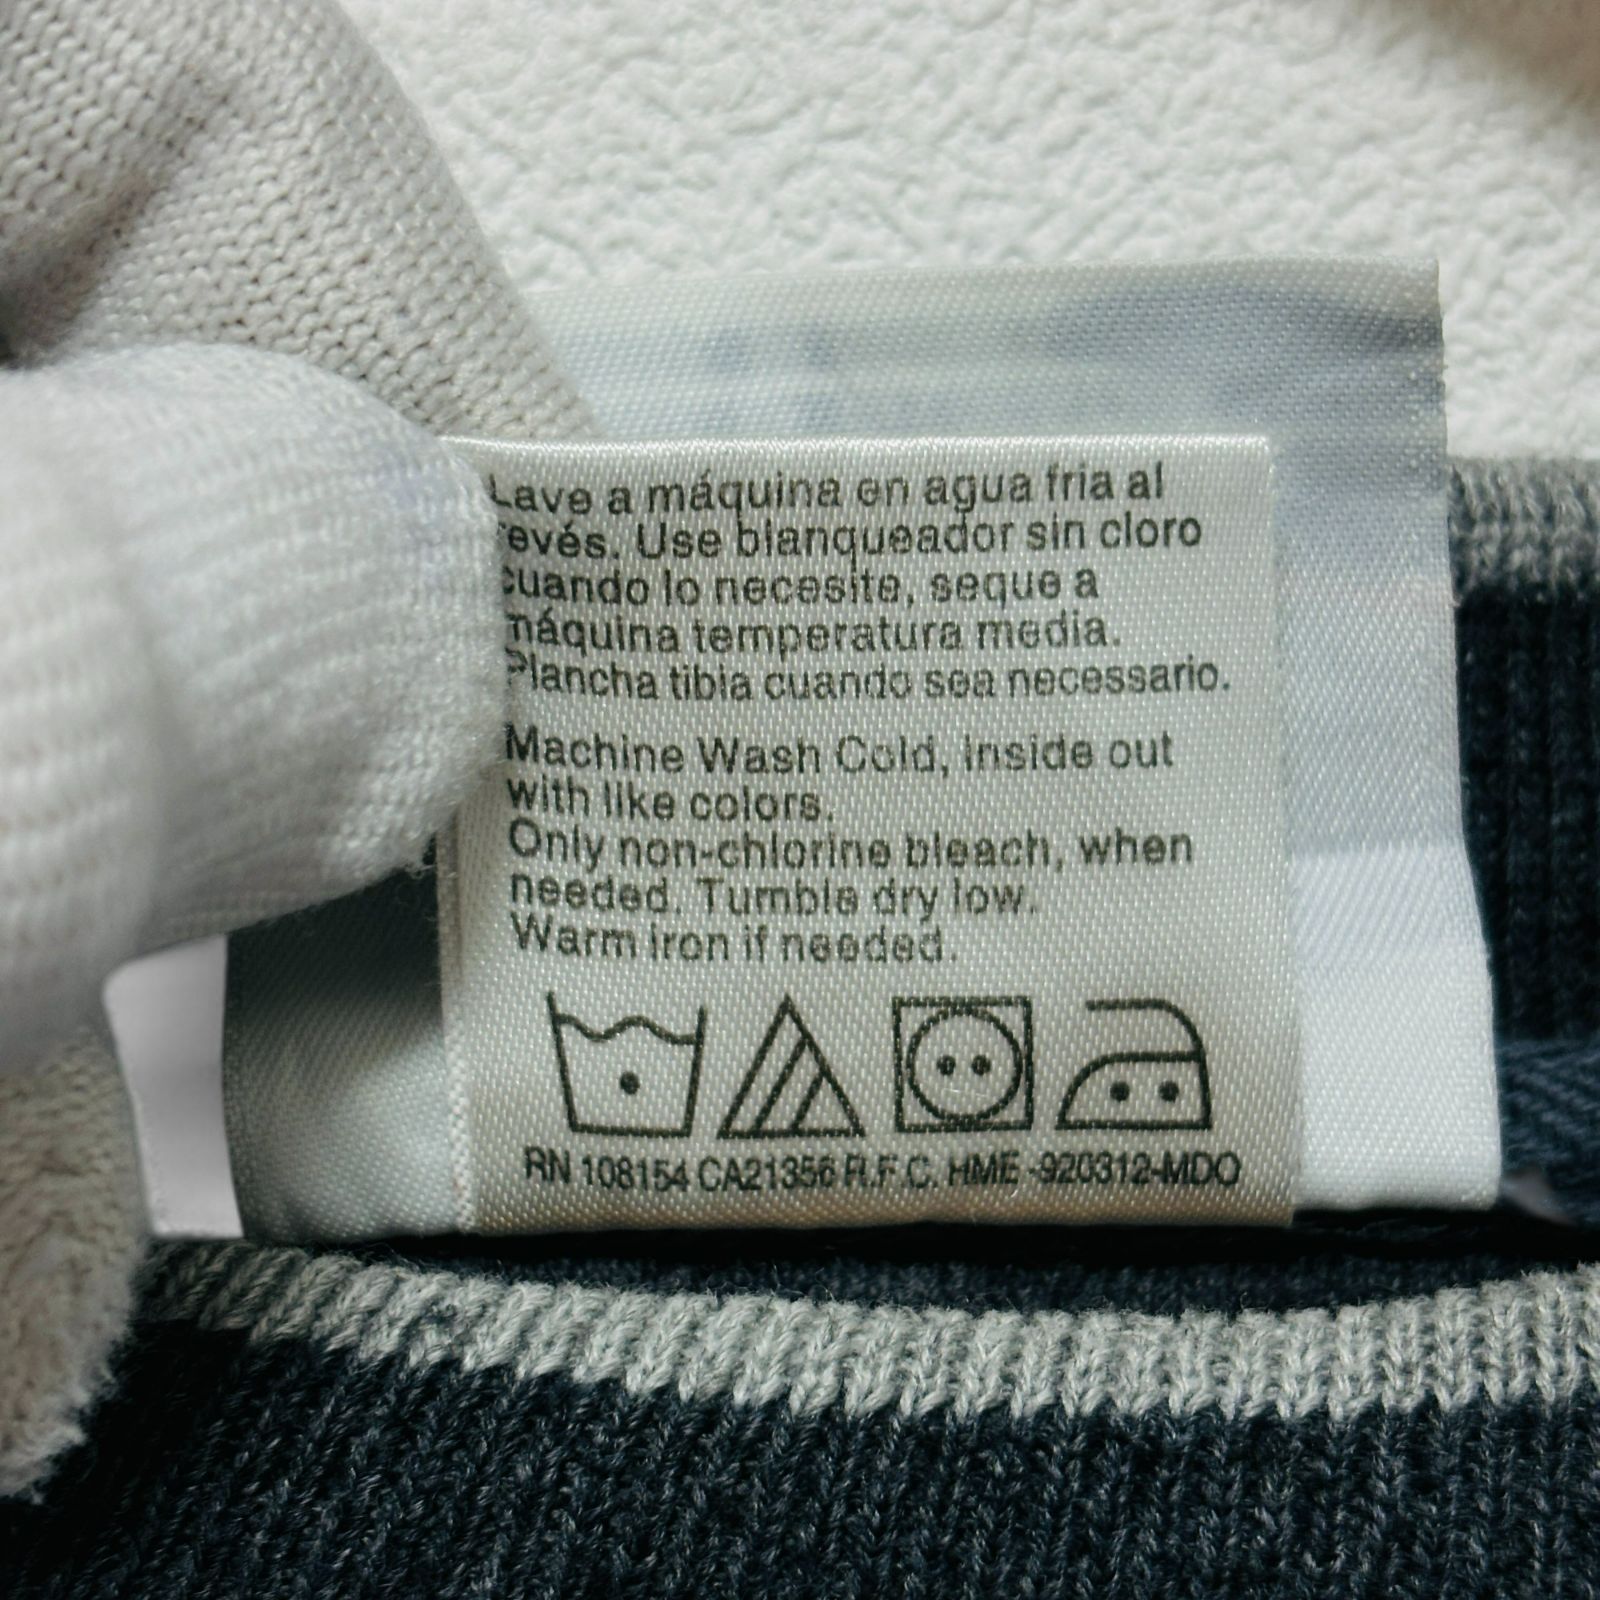 Lave a máquina en agua fria al
revés. Use blanqueador sin cloro
cuando lo necesite, seque a
máquina temperatura media.
Plancha tibia cuando sea necessario.
Machine Wash Cold, inside out
with like colors.
Only non-chlorine bleach, when
needed. Tumble dry low.
Warm iron if needed.
RN 108154 CA21356 R.F.C. HME -920312-MDO